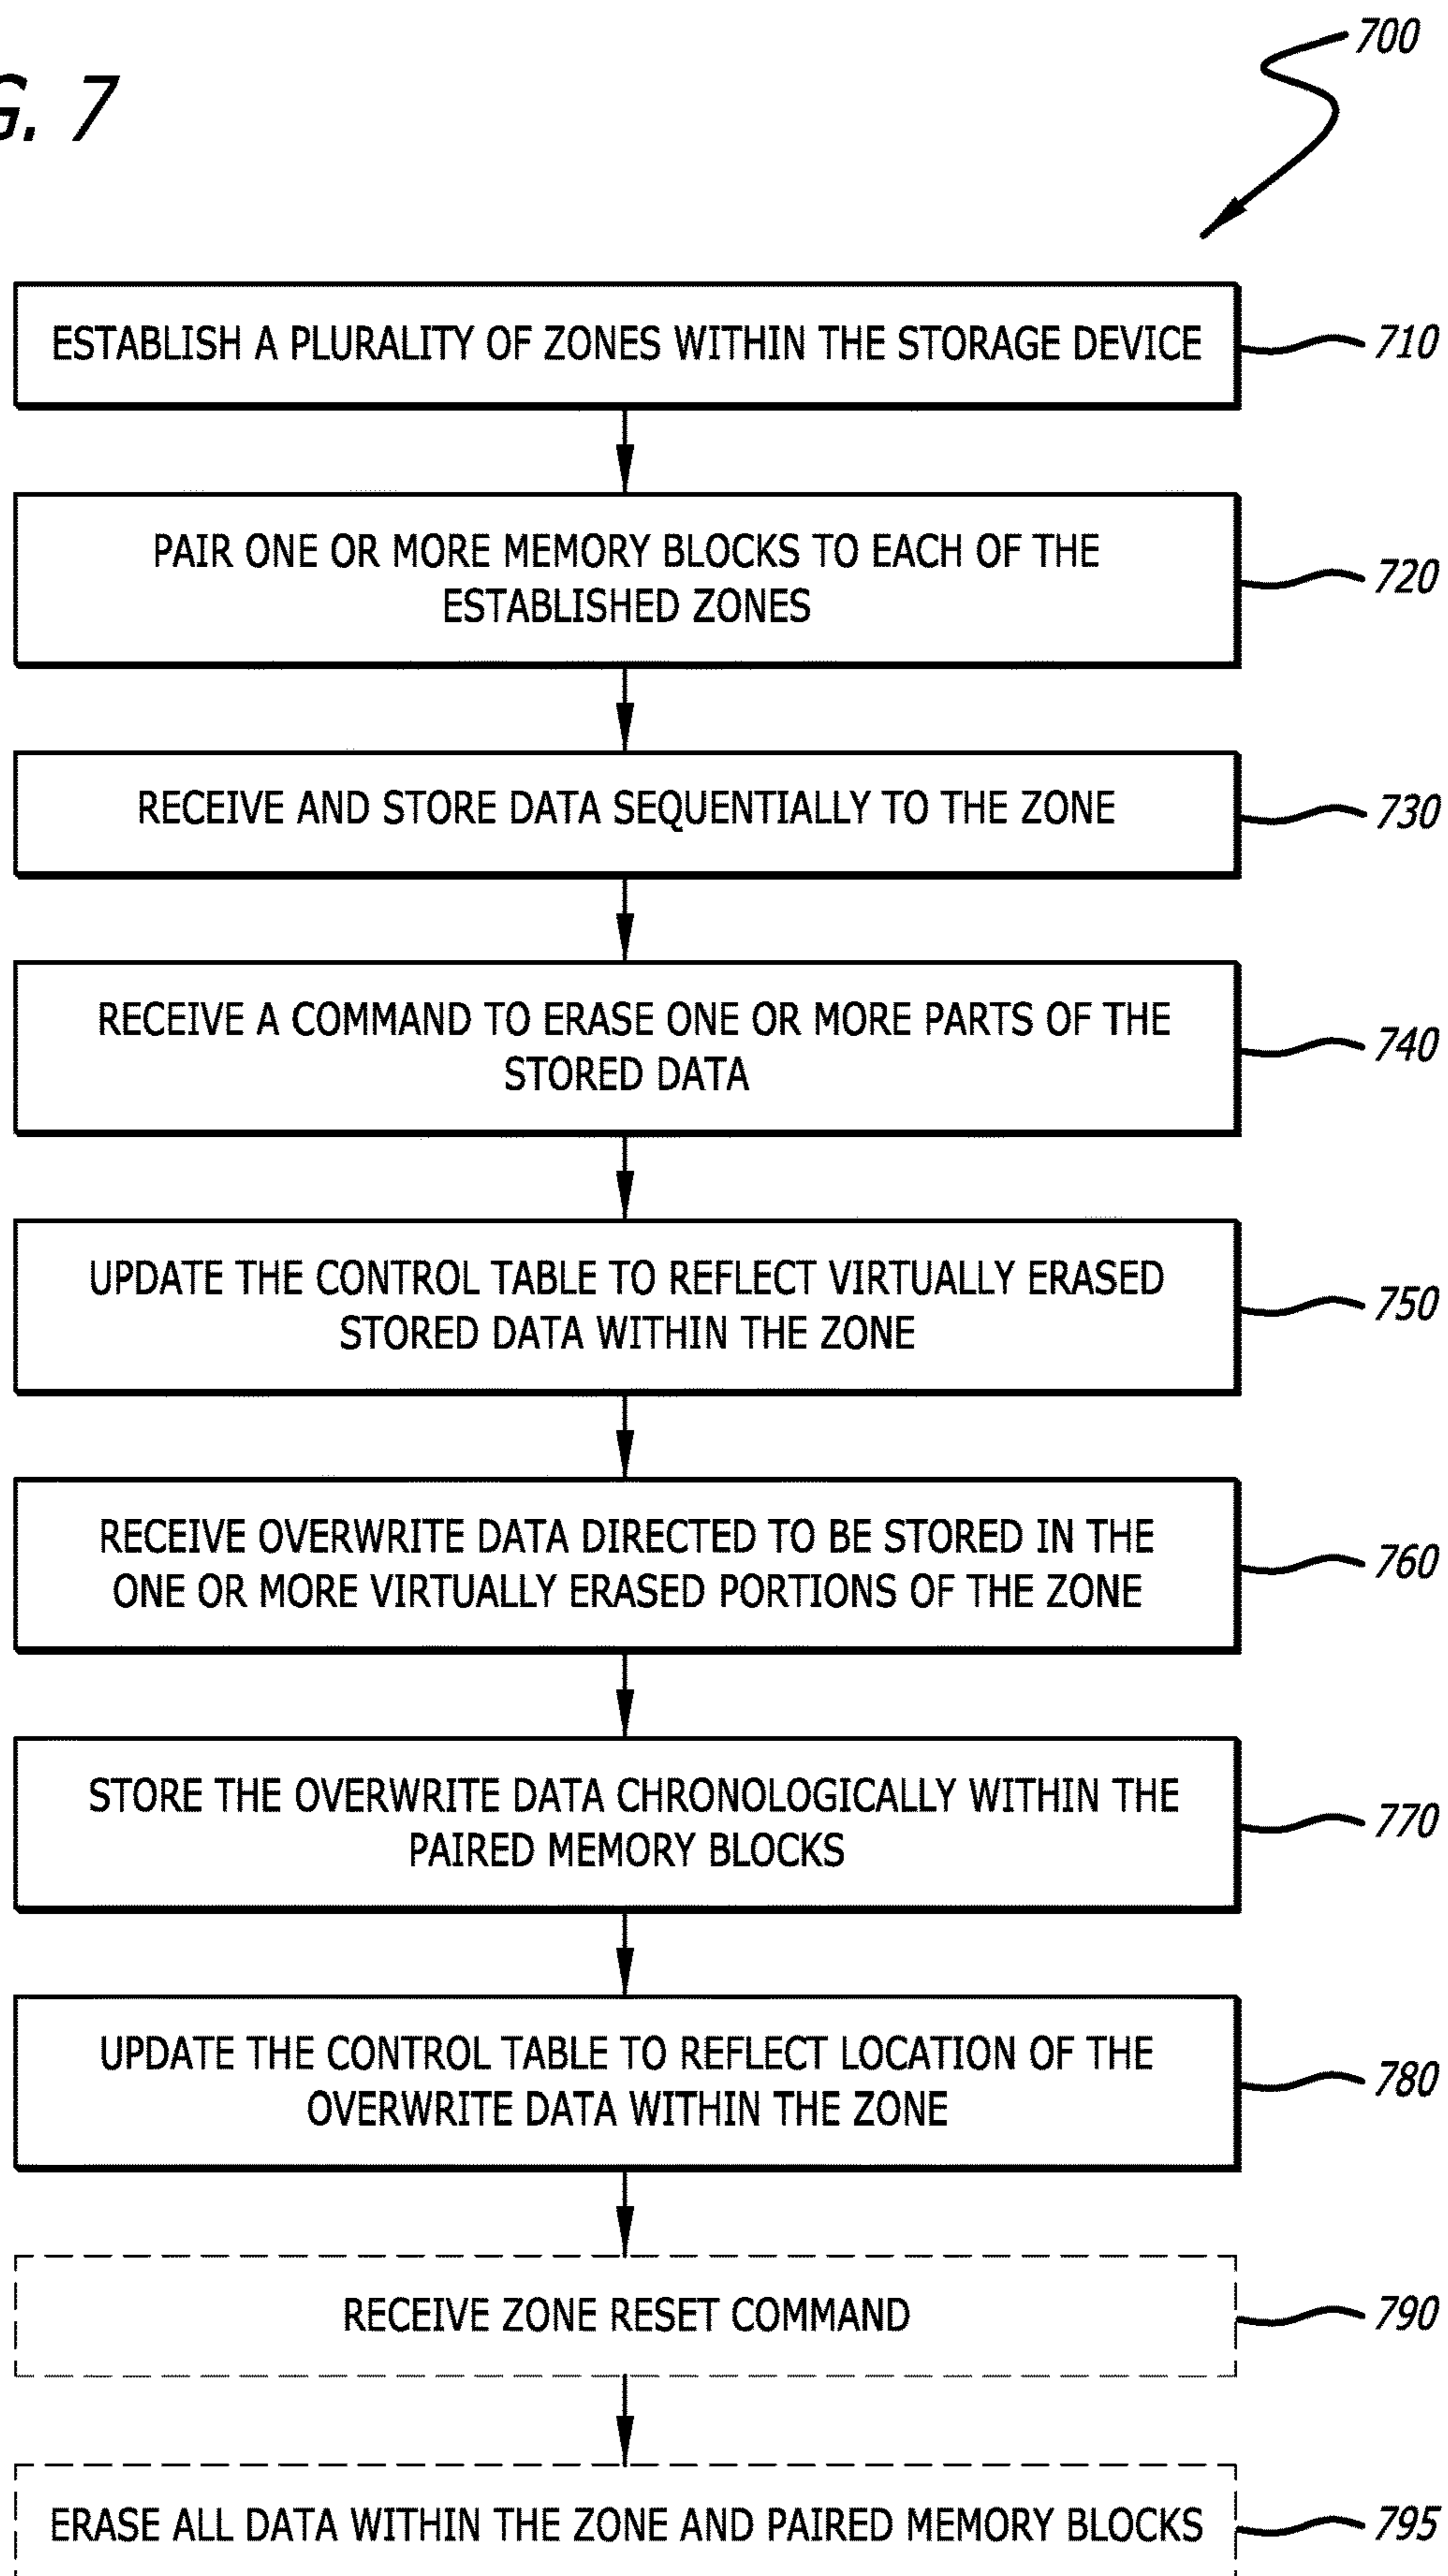 G. 7
700
ESTABLISH A PLURALITY OF ZONES WITHIN THE STORAGE DEVICE
710
PAIR ONE OR MORE MEMORY BLOCKS TO EACH OF THE
ESTABLISHED ZONES
720
RECEIVE AND STORE DATA SEQUENTIALLY TO THE ZONE
730
RECEIVE A COMMAND TO ERASE ONE OR MORE PARTS OF THE
STORED DATA
740
UPDATE THE CONTROL TABLE TO REFLECT VIRTUALLY ERASED
STORED DATA WITHIN THE ZONE
750
RECEIVE OVERWRITE DATA DIRECTED TO BE STORED IN THE
ONE OR MORE VIRTUALLY ERASED PORTIONS OF THE ZONE
760
STORE THE OVERWRITE DATA CHRONOLOGICALLY WITHIN THE
PAIRED MEMORY BLOCKS
770
UPDATE THE CONTROL TABLE TO REFLECT LOCATION OF THE
OVERWRITE DATA WITHIN THE ZONE
780
RECEIVE ZONE RESET COMMAND
790
ERASE ALL DATA WITHIN THE ZONE AND PAIRED MEMORY BLOCKS
795